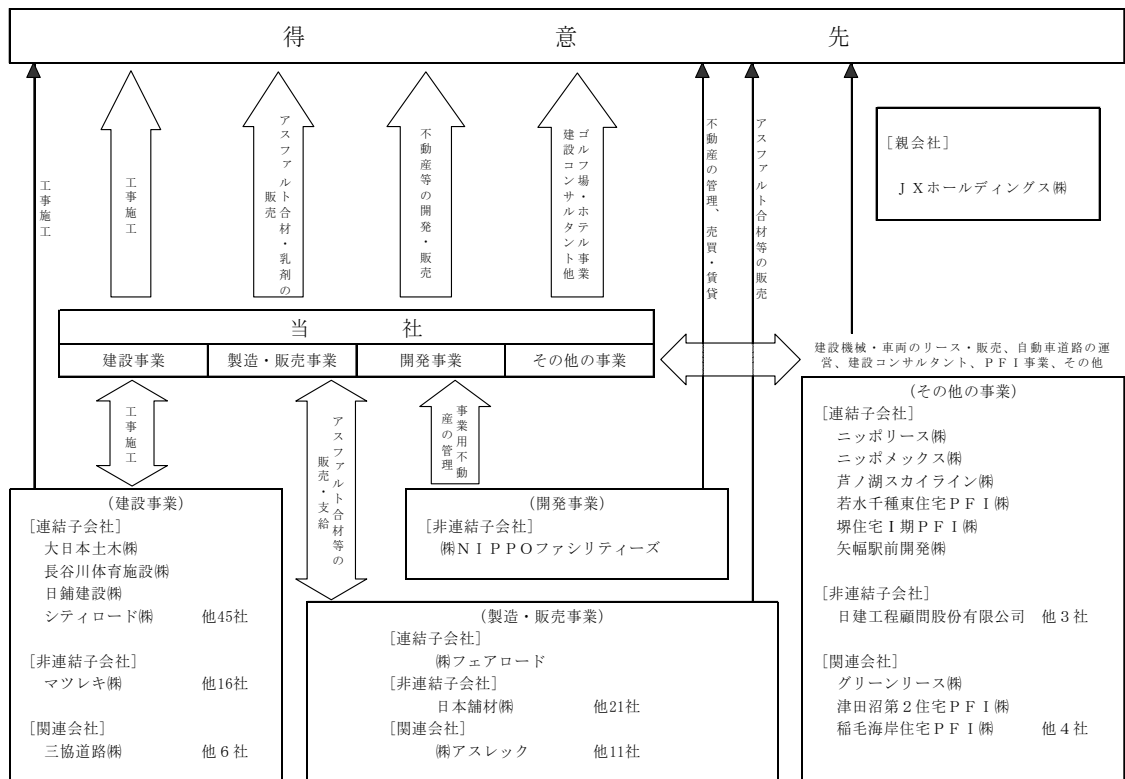 得意先
工事施工
工事施工
アスファルト合材・乳剤の
販売
不動産等の開発・販売
ゴルフ場・ホテル事業
建設コンサルタント他
不動産の管理、売買・賃貸
アスファルト合材等の販売
［親会社］
ＪＸホールディングス㈱
当社
建設事業
製造・販売事業
開発事業
その他の事業
建設機械・車両のリース・販売、自動車道路の運
営、建設コンサルタント、ＰＦＩ事業、その他
工事施工
アスファルト合材等の
販売・支給
事業用不動
産の管理
(建設事業)
［連結子会社］
大日本土木㈱
長谷川体育施設㈱
日鋪建設㈱
シティロード㈱　他45社
［非連結子会社］
マツレキ㈱　他16社
［関連会社］
三協道路㈱　他６社
(開発事業)
［非連結子会社］
㈱ＮＩＰＰＯファシリティーズ
(製造・販売事業)
［連結子会社］
㈱フェアロード
［非連結子会社］
日本舗材㈱　他21社
［関連会社］
㈱アスレック　他11社
(その他の事業)
［連結子会社］
ニッポリース㈱
ニッポメックス㈱
芦ノ湖スカイライン㈱
若水千種東住宅ＰＦＩ㈱
堺住宅Ⅰ期ＰＦＩ㈱
矢幅駅前開発㈱
［非連結子会社］
日建工程顧問股份有限公司　他３社
［関連会社］
グリーンリース㈱
津田沼第２住宅ＰＦＩ㈱
稲毛海岸住宅ＰＦＩ㈱　他４社